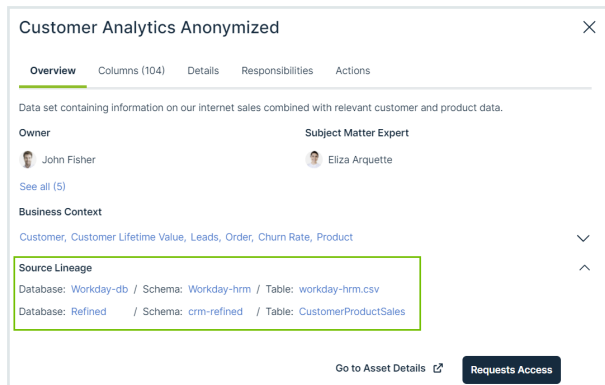 Customer Analytics Anonymized
Overview Columns (104) Details Responsibilities Actions
Data set containing information on our internet sales combined with relevant customer and product data.
Owner Subject Matter Expert
John Fisher Eliza Arquette
See all (5)
Business Context
Customer, Customer Lifetime Value, Leads, Order, Churn Rate, Product
Source Lineage
Database: Workday-db / Schema: Workday-hrm / Table: workday-hrm.csv
Database: Refined / Schema: crm-refined / Table: CustomerProductSales
Go to Asset Details Requests Access